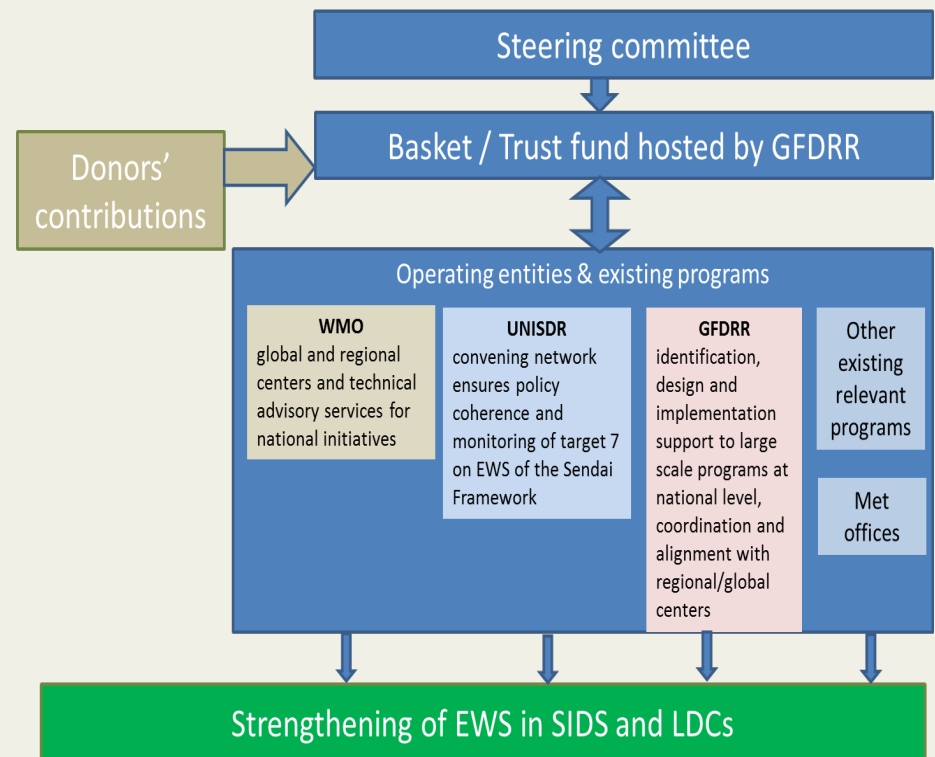 Steering committee
Donors'
contributions
Basket / Trust fund hosted by GFDRR
Operating entities & existing programs
WMO
global and regional
centers and technical
advisory services for
national initiatives
UNISDR
convening network
ensures policy
coherence and
monitoring of target 7
on EWS of the Sendai
Framework
GFDRR
identification,
design and
implementation
support to large
scale programs at
national level,
coordination and
alignment with
regional/global
centers
Other
existing
relevant
programs
Met
offices
Strengthening of EWS in SIDS and LDCs